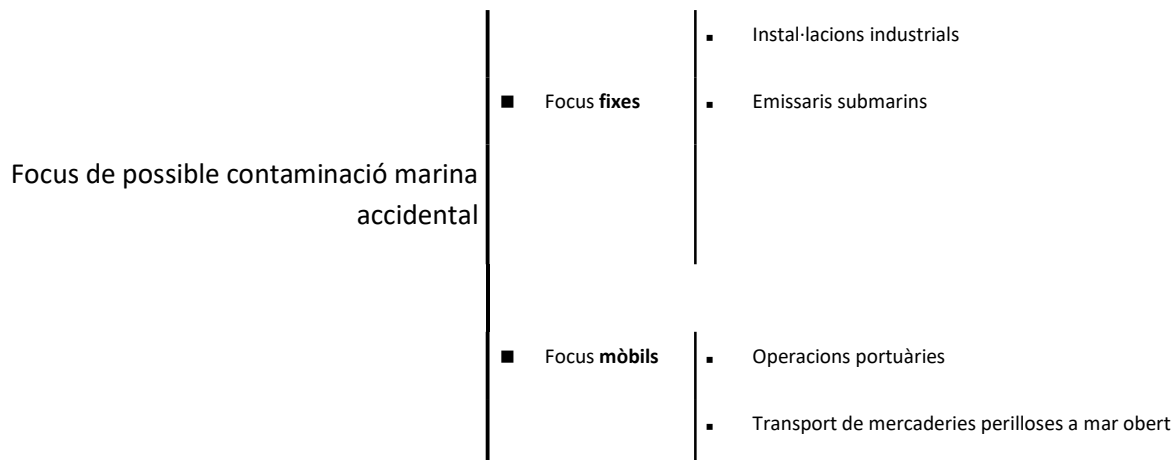 Focus de possible contaminació marina
accidental
■ Focus fixes
▪ Instal·lacions industrials
▪ Emissaris submarins
■ Focus mòbils
▪ Operacions portuàries
▪ Transport de mercaderies perilloses a mar obert